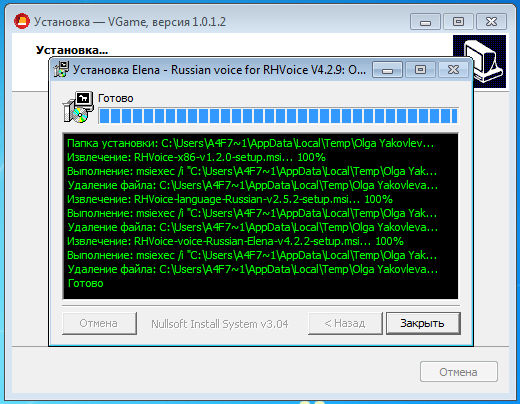 Установка — VGame, версия 1.0.1.2
Установка...
Установка Elena - Russian voice for RHVoice V4.2.9: О...
Готово
Папка установки: C:\Users\A4F7~1\AppData\Local\Temp\Olga Yakovlev...
Извлечение: RHVoice-x86-v1.2.0-setup.msi... 100%
Выполнение: msiexec /i "C:\Users\A4F7~1\AppData\Local\Temp\Olga Yak...
Удаление файла: C:\Users\A4F7~1\AppData\Local\Temp\Olga Yakovleva...
Извлечение: RHVoice-language-Russian-v2.5.2-setup.msi... 100%
Выполнение: msiexec /i "C:\Users\A4F7~1\AppData\Local\Temp\Olga Yak...
Удаление файла: C:\Users\A4F7~1\AppData\Local\Temp\Olga Yakovleva...
Извлечение: RHVoice-voice-Russian-Elena-v4.2.2-setup.msi... 100%
Выполнение: msiexec /i "C:\Users\A4F7~1\AppData\Local\Temp\Olga Yak...
Удаление файла: C:\Users\A4F7~1\AppData\Local\Temp\Olga Yakovleva...
Готово
Отмена
Nullsoft Install System v3.04
< Назад
Закрыть
Отмена